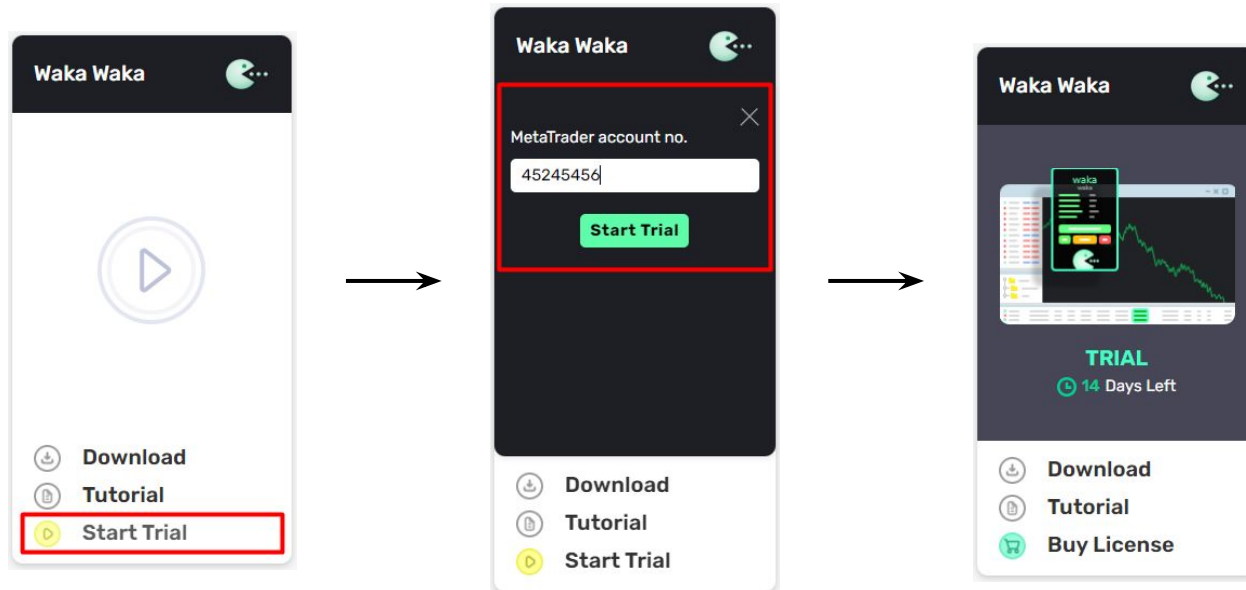 Waka Waka
Download
Tutorial
Start Trial
Waka Waka
MetaTrader account no.
45245456
Start Trial
Download
Tutorial
Start Trial
Waka Waka
waka
waka
TRIAL
14 Days Left
Download
Tutorial
Buy License